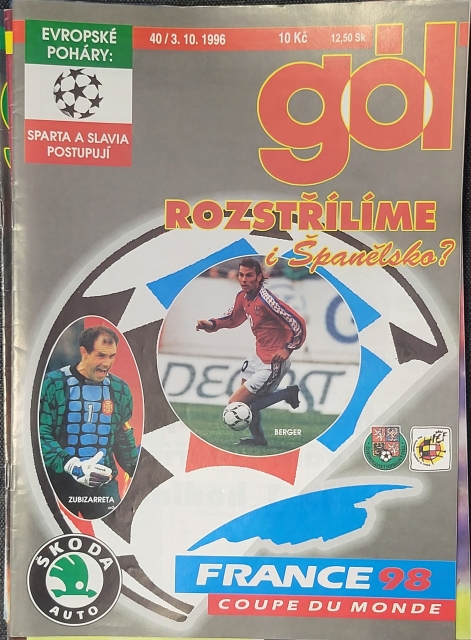 EVROPSKÉ
POHÁRY:
SPARTA A SLAVIA
POSTUPUJÍ
40 / 3. 10. 1996 10 Kč 12,50 Sk
gól
ROZSTŘÍLÍME
i Španělsko?
BERGER
ZUBIZARRETA
ŠKODA
AUTO
FRANCE 98
COUPE DU MONDE